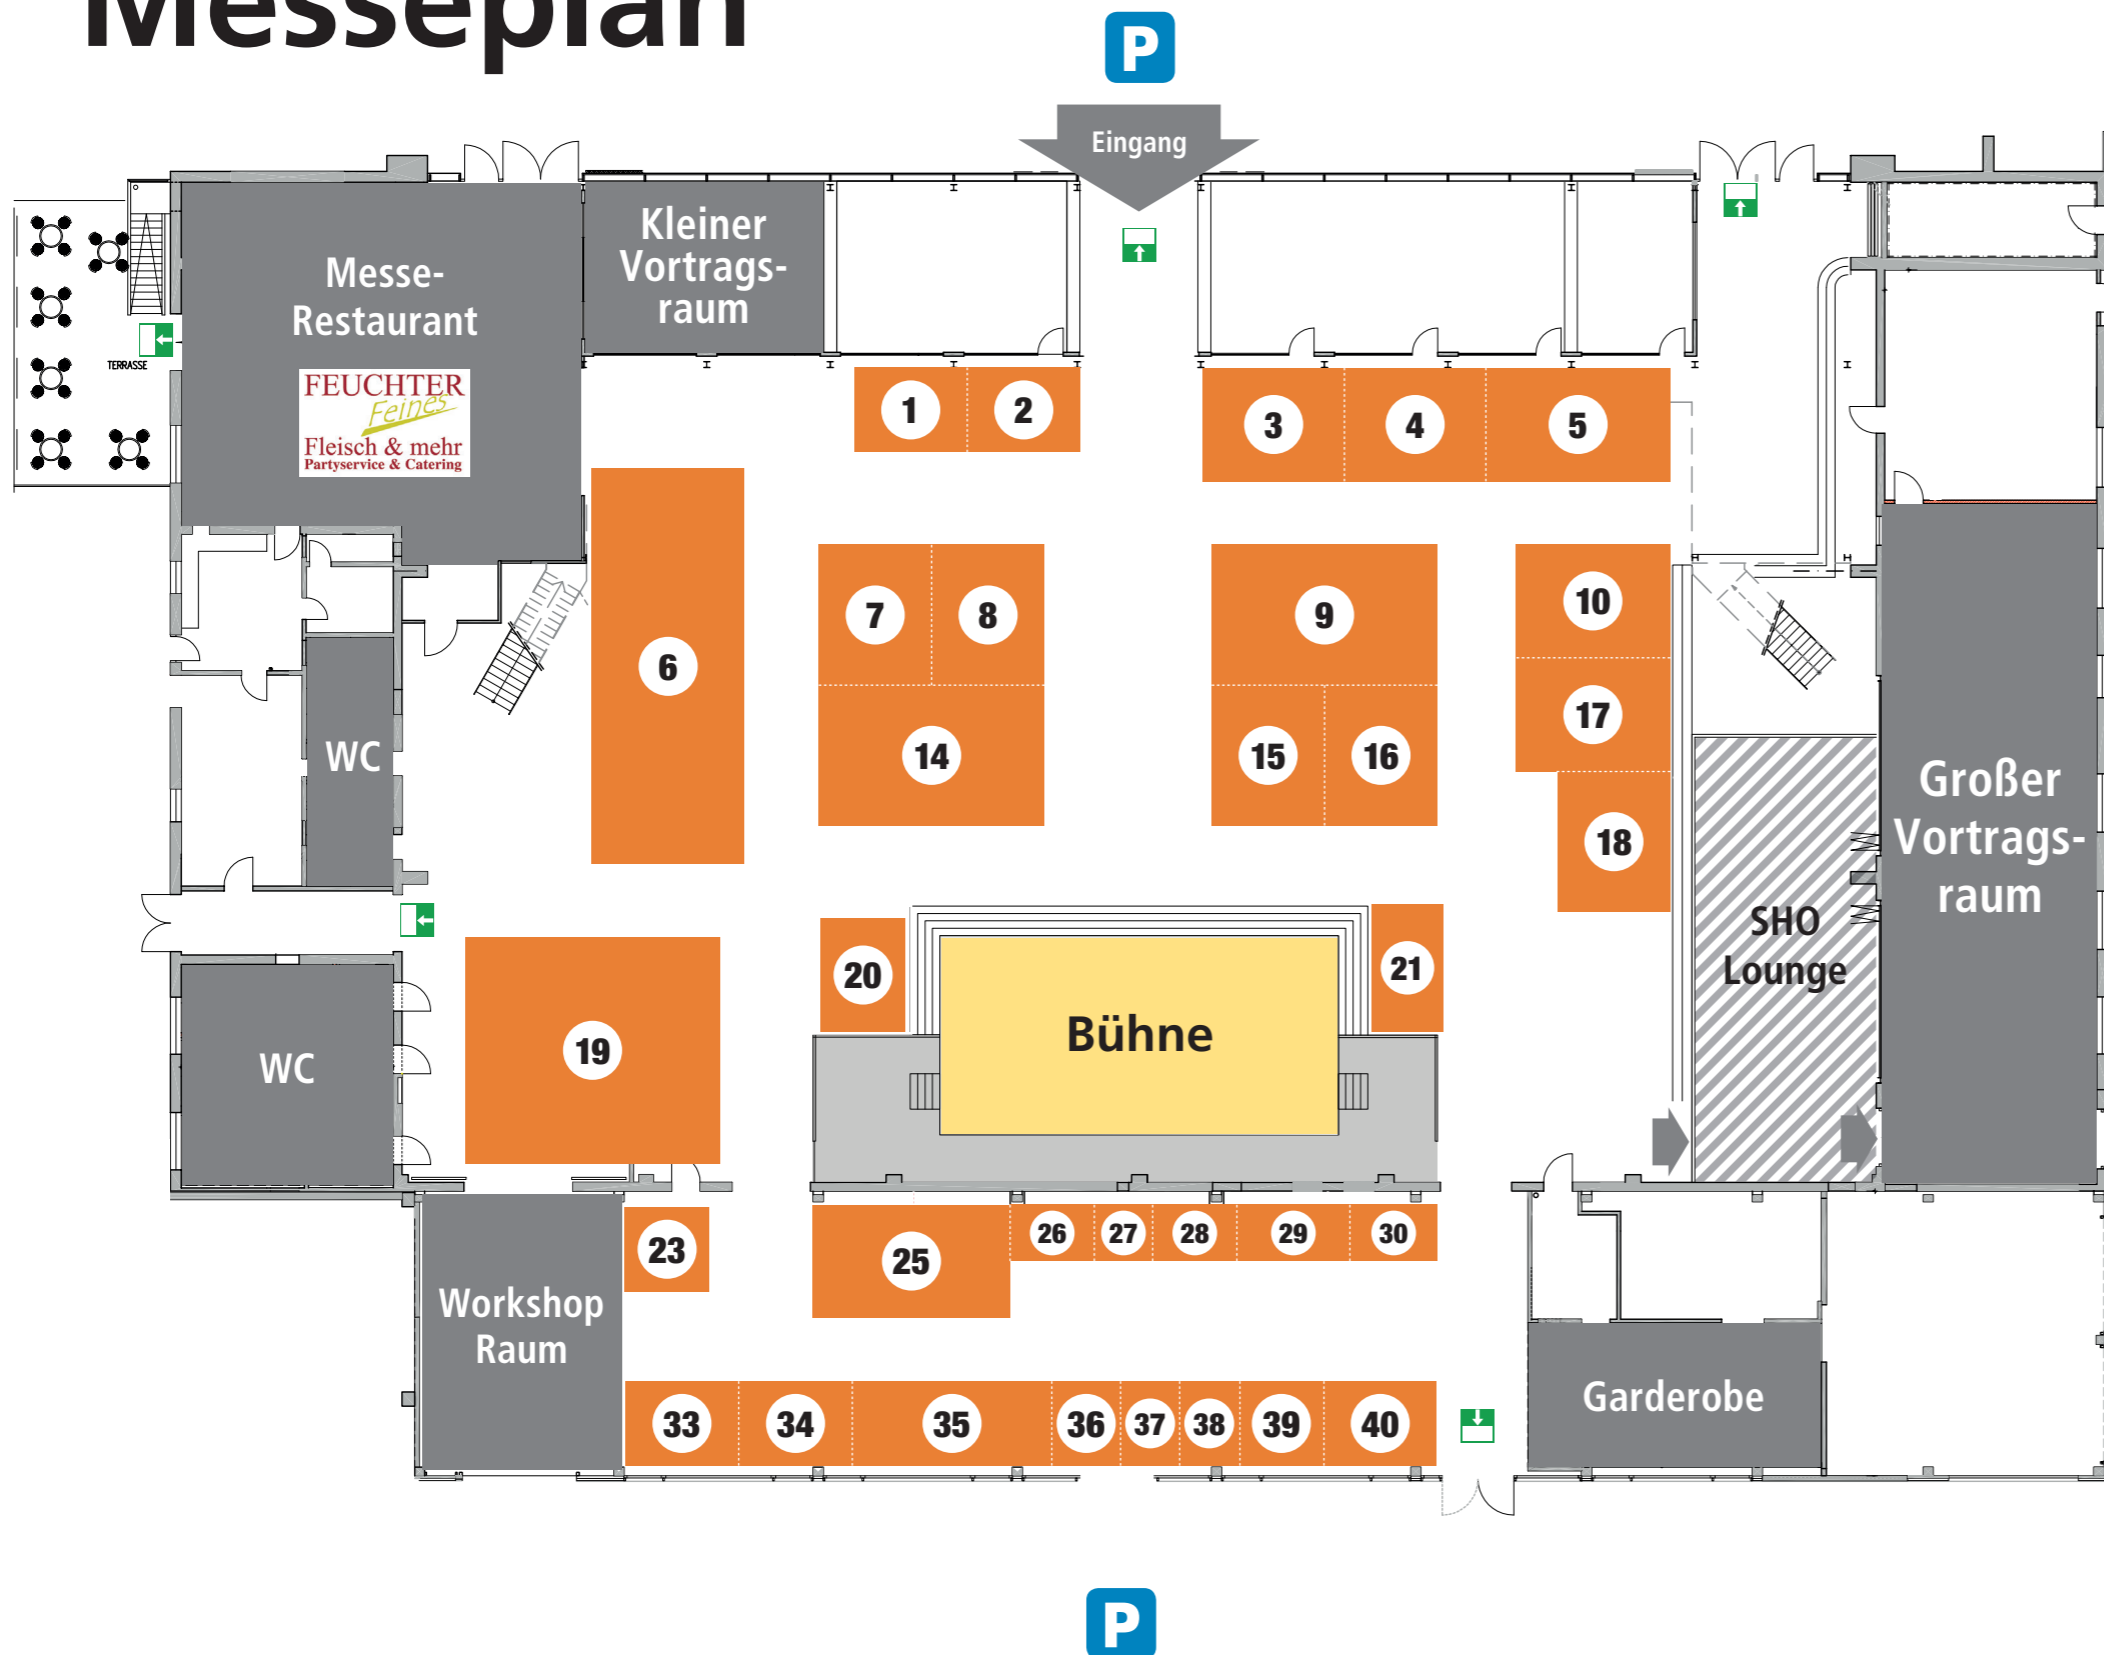 Messeplan
P
Eingang
Kleiner
Vortrags-
raum
Messe-
Restaurant
TERRASSE
FEUCHTER
Feines
Fleisch & mehr
Partyservice & Catering
1
2
3
4
5
6
7
8
9
10
14
15
16
17
18
WC
Großer
Vortrags-
raum
SHO
Lounge
20
21
Bühne
19
WC
23
25
26
27
28
29
30
Workshop
Raum
Garderobe
33
34
35
36
37
38
39
40
P